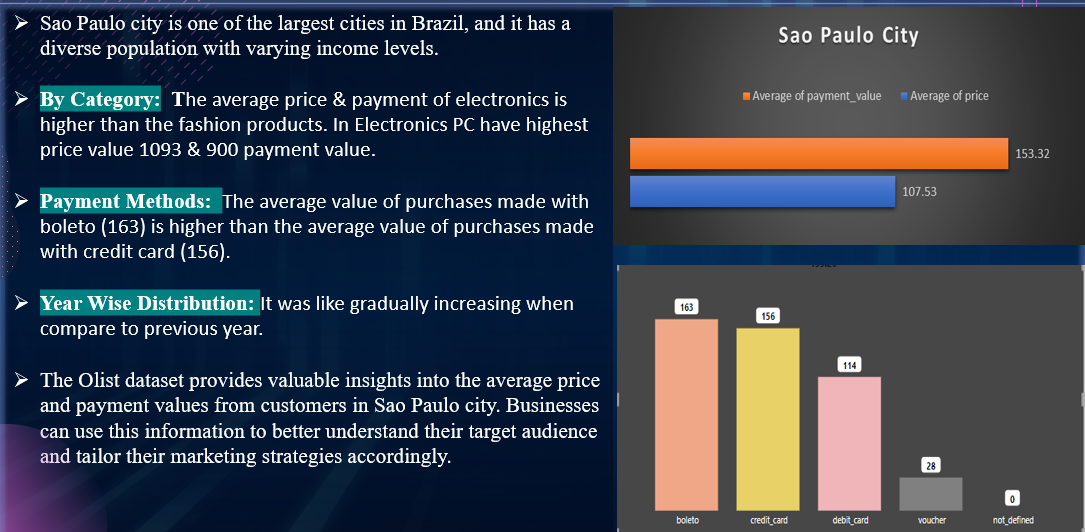 ➢ Sao Paulo city is one of the largest cities in Brazil, and it has a
diverse population with varying income levels.
➢ By Category: The average price & payment of electronics is
higher than the fashion products. In Electronics PC have highest
price value 1093 & 900 payment value.
➢ Payment Methods: The average value of purchases made with
boleto (163) is higher than the average value of purchases made
with credit card (156).
➢ Year Wise Distribution: It was like gradually increasing when
compare to previous year.
➢ The Olist dataset provides valuable insights into the average price
and payment values from customers in Sao Paulo city. Businesses
can use this information to better understand their target audience
and tailor their marketing strategies accordingly.
Sao Paulo City
Average of payment_value Average of price
153.32
107.53
163
156
114
28
0
boleto credit_card debit_card voucher not_defined